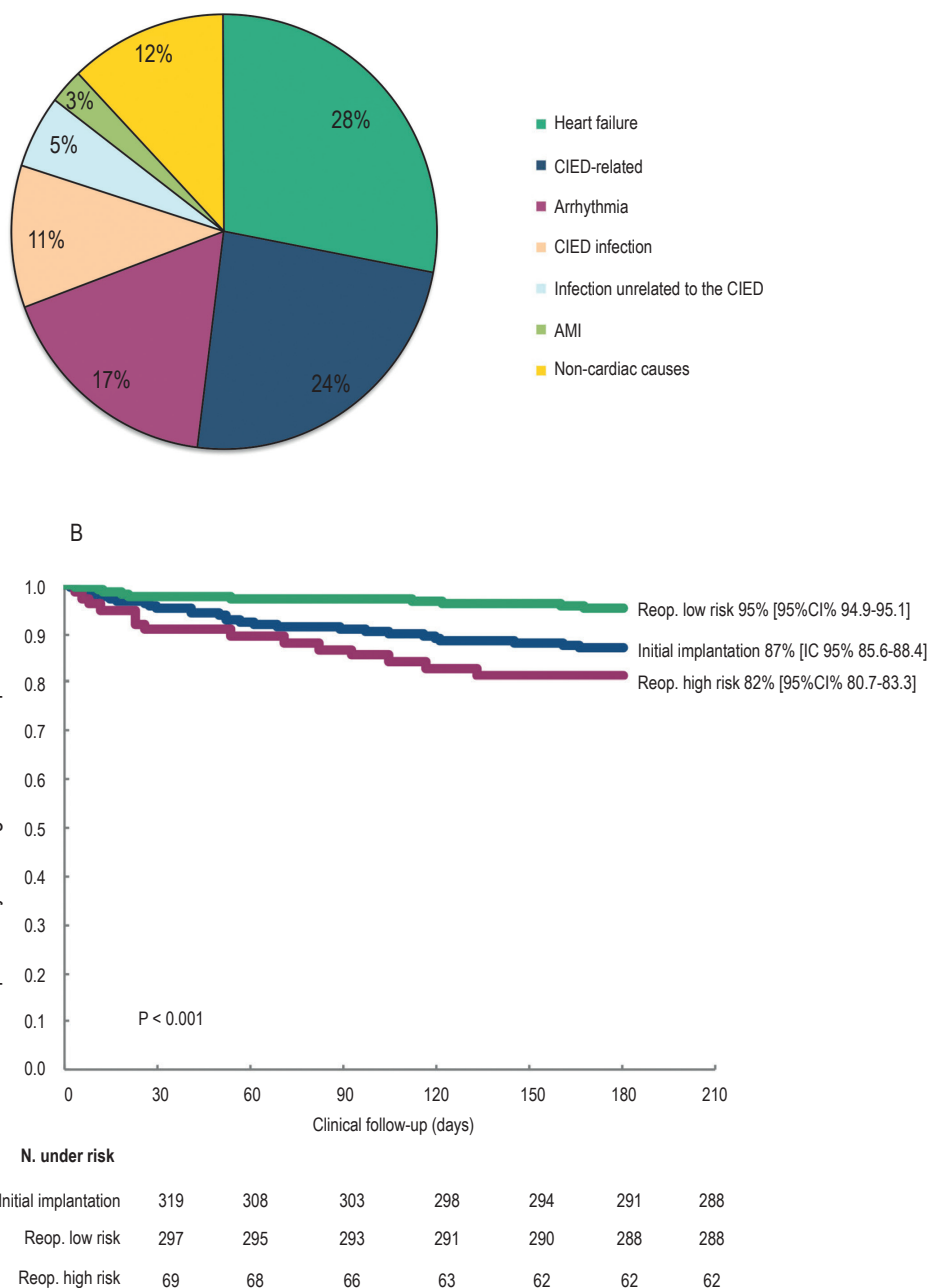 12%
3%
28%
5%
11%
17%
24%
Heart failure
CIED-related
Arrhythmia
CIED infection
Infection unrelated to the CIED
AMI
Non-cardiac causes
B
1.0
0.9
0.8
0.7
0.6
0.5
0.4
0.3
0.2
0.1
0.0
Reop. low risk 95% [95%CI% 94.9-95.1]
Initial implantation 87% [IC 95% 85.6-88.4]
Reop. high risk 82% [95%CI% 80.7-83.3]
P < 0.001
0 30 60 90 120 150 180 210
Clinical follow-up (days)
N. under risk
Initial implantation 319 308 303 298 294 291 288
Reop. low risk 297 295 293 291 290 288 288
Reop. high risk 69 68 66 63 62 62 62